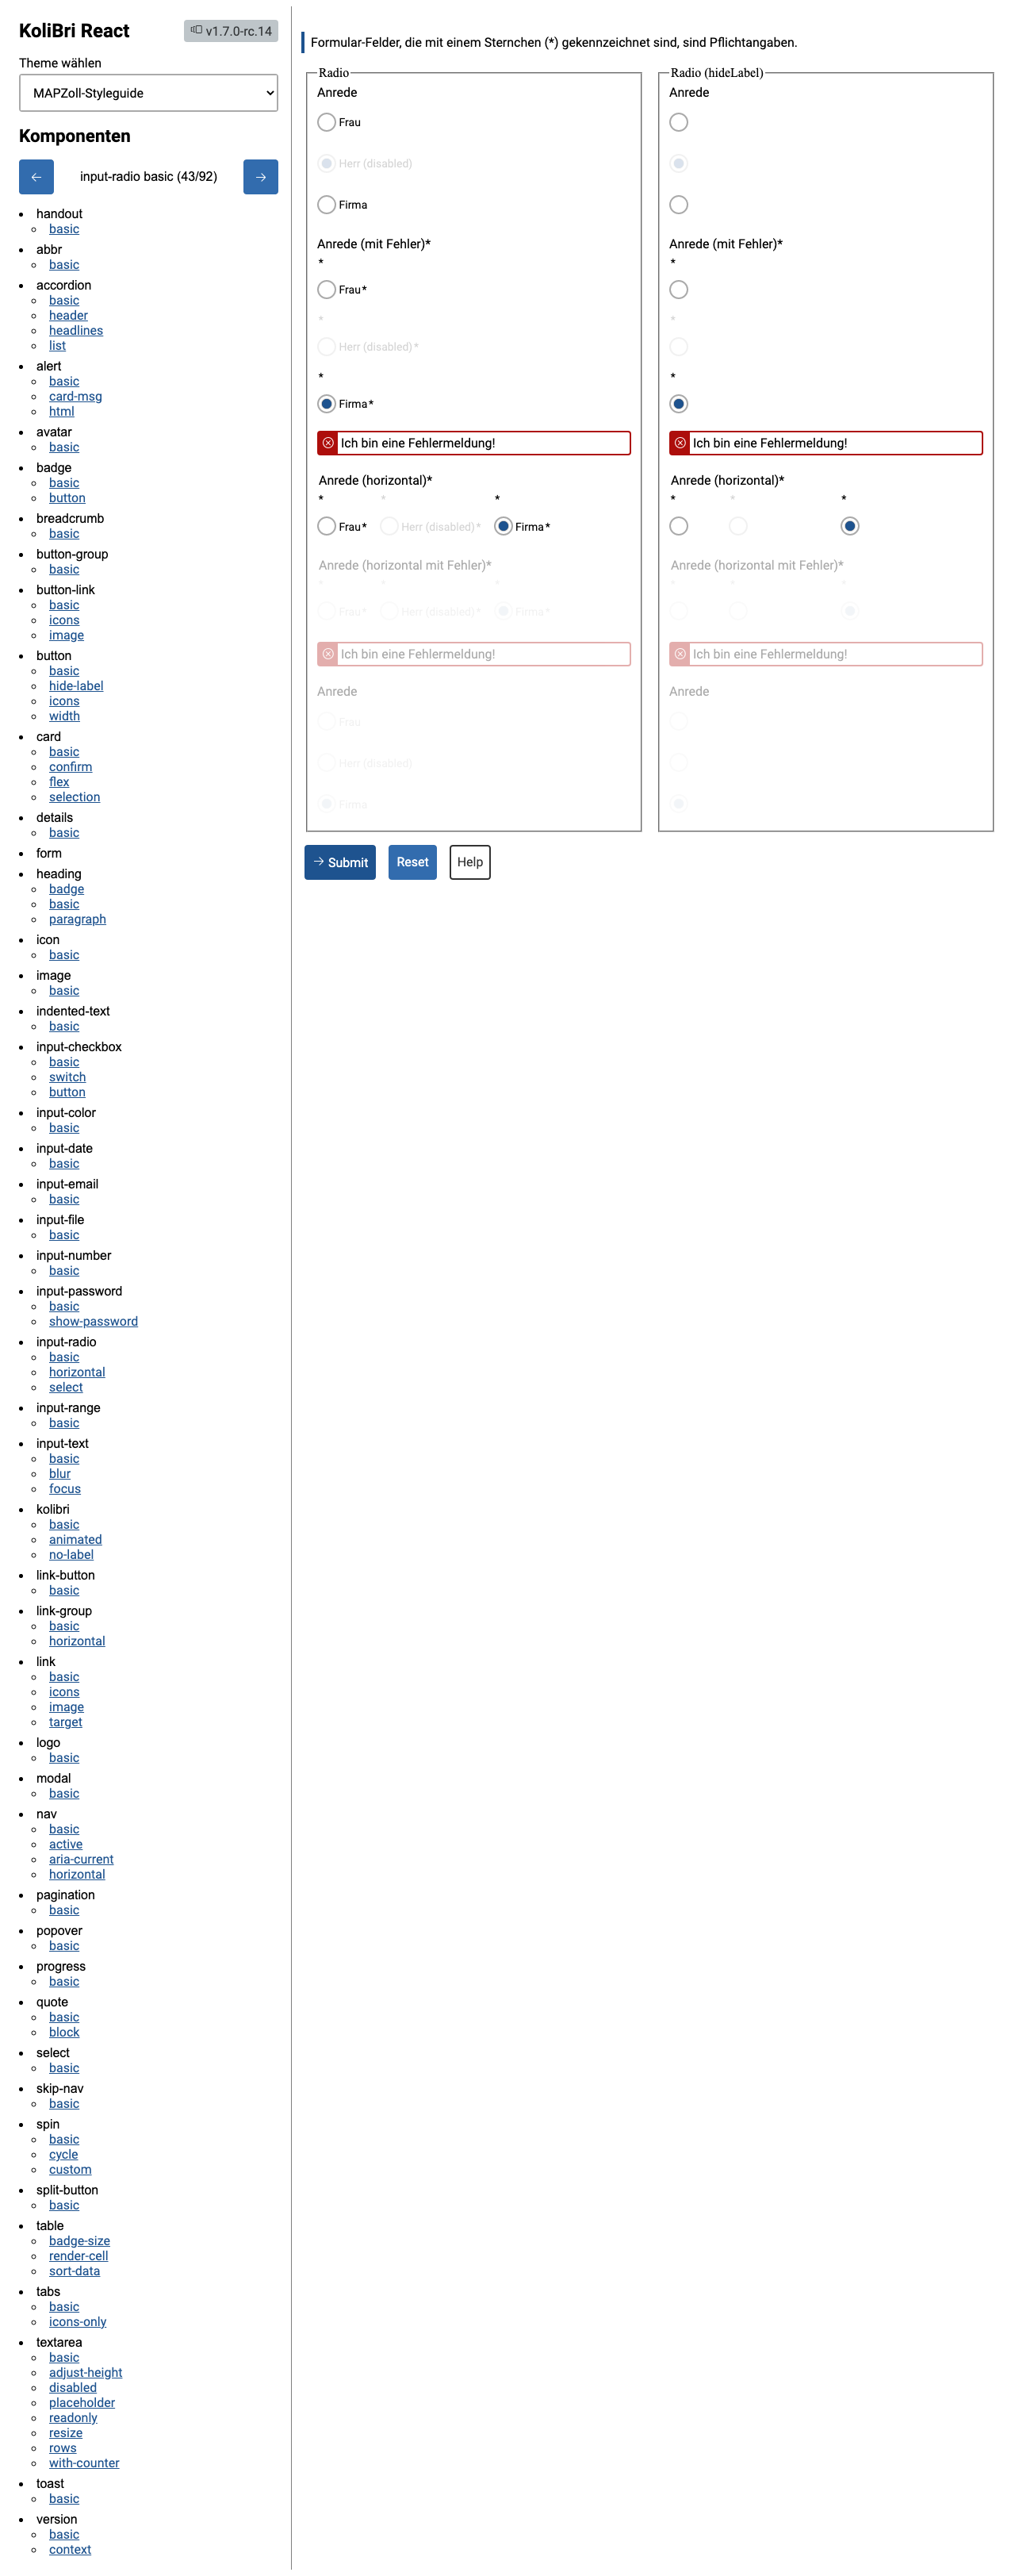 KoliBri React
v1.7.0-rc.14
Theme wählen
MAPZoll-Styleguide
Komponenten
input-radio basic (43/92)
handout
basic
abbr
basic
accordion
basic
header
headlines
list
alert
basic
card-msg
html
avatar
basic
badge
basic
button
breadcrumb
basic
button-group
basic
button-link
basic
icons
image
button
basic
hide-label
icons
width
card
basic
confirm
flex
selection
details
basic
form
heading
badge
basic
paragraph
icon
basic
image
basic
indented-text
basic
input-checkbox
basic
switch
button
input-color
basic
input-date
basic
input-email
basic
input-file
basic
input-number
basic
input-password
basic
show-password
input-radio
basic
horizontal
select
input-range
basic
input-text
basic
blur
focus
kolibri
basic
animated
no-label
link-button
basic
link-group
basic
horizontal
link
basic
icons
image
target
logo
basic
modal
basic
nav
basic
active
aria-current
horizontal
pagination
basic
popover
basic
progress
basic
quote
basic
block
select
basic
skip-nav
basic
spin
basic
cycle
custom
split-button
basic
table
badge-size
render-cell
sort-data
tabs
basic
icons-only
textarea
basic
adjust-height
disabled
placeholder
readonly
resize
rows
with-counter
toast
basic
version
basic
context
Formular-Felder, die mit einem Sternchen (*) gekennzeichnet sind, sind Pflichtangaben.
Radio
Anrede
Frau
Herr (disabled)
Firma
Anrede (mit Fehler)*
*
Frau*
*
Herr (disabled)*
*
Firma*
Ich bin eine Fehlermeldung!
Anrede (horizontal)*
* * *
Frau* Herr (disabled)* Firma*
Anrede (horizontal mit Fehler)*
* * *
Frau* Herr (disabled)* Firma*
Ich bin eine Fehlermeldung!
Anrede
Frau
Herr (disabled)
Firma
Radio (hideLabel)
Anrede
Anrede (mit Fehler)*
*
*
*
Ich bin eine Fehlermeldung!
Anrede (horizontal)*
* * *
Anrede (horizontal mit Fehler)*
* * *
Ich bin eine Fehlermeldung!
Anrede
Submit
Reset
Help